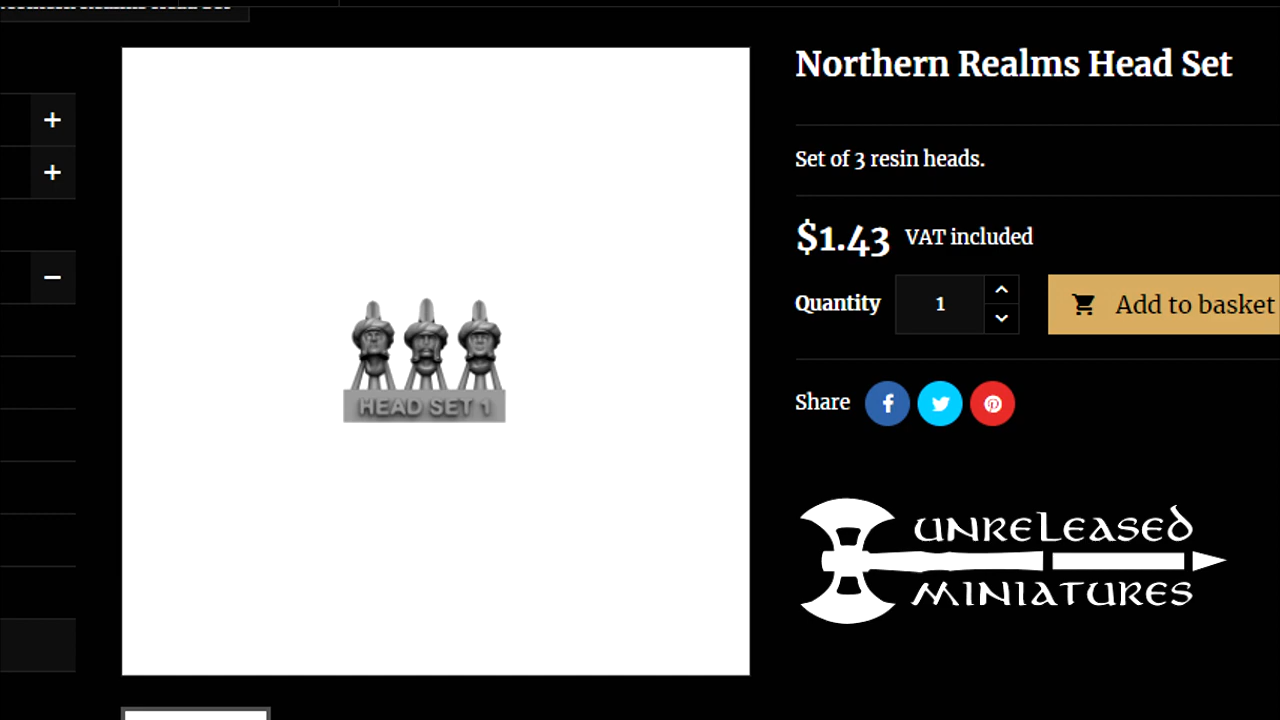 Northern Realms Head Set
Set of 3 resin heads.
$1.43 VAT included
Quantity 1 Add to basket
Share
HEAD SET 1
UNRELEASED
MINIATURES